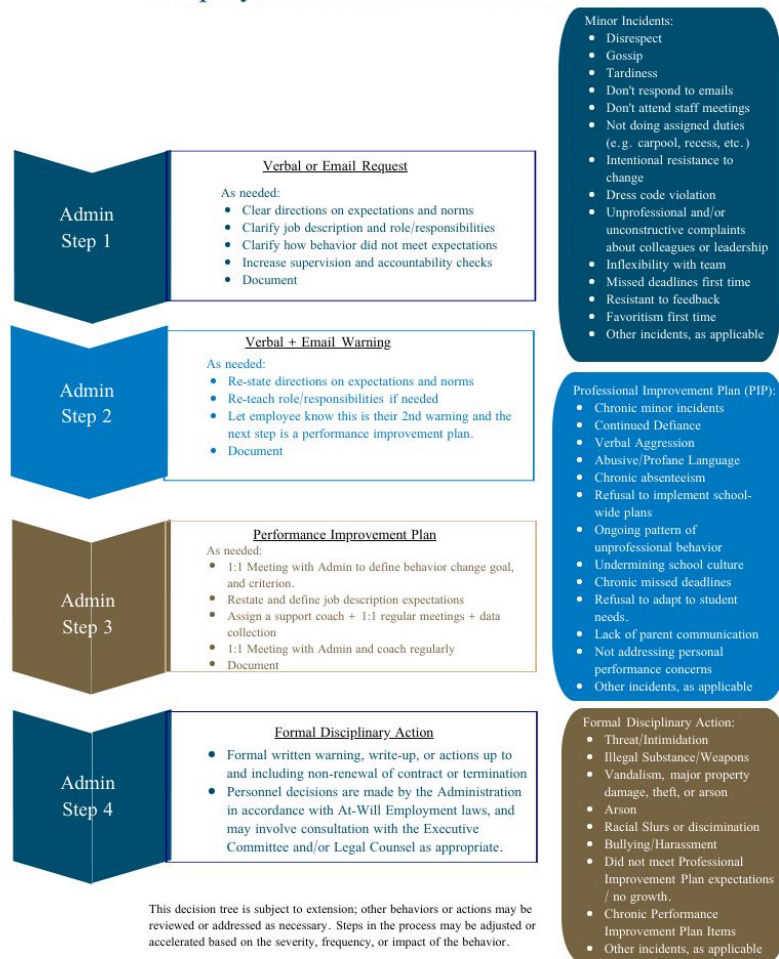 Minor Incidents:
• Disrespect
• Gossip
• Tardiness
• Don't respond to emails
• Don't attend staff meetings
• Not doing assigned duties
(e.g. carpool, recess, etc.)
• Intentional resistance to
change
• Dress code violation
• Unprofessional and/or
unconstructive complaints
about colleagues or leadership
• Inflexibility with team
• Missed deadlines first time
• Resistant to feedback
• Favoritism first time
• Other incidents, as applicable
Admin
Step 1
Verbal or Email Request
As needed:
• Clear directions on expectations and norms
• Clarify job description and role/responsibilities
• Clarify how behavior did not meet expectations
• Increase supervision and accountability checks
• Document
Admin
Step 2
Verbal + Email Warning
As needed:
• Re-state directions on expectations and norms
• Re-teach role/responsibilities if needed
• Let employee know this is their 2nd warning and the
next step is a performance improvement plan.
• Document
Professional Improvement Plan (PIP):
• Chronic minor incidents
• Continued Defiance
• Verbal Aggression
• Abusive/Profane Language
• Chronic absenteeism
• Refusal to implement school-
wide plans
• Ongoing pattern of
unprofessional behavior
• Undermining school culture
• Chronic missed deadlines
• Refusal to adapt to student
needs.
• Lack of parent communication
• Not addressing personal
performance concerns
• Other incidents, as applicable
Admin
Step 3
Performance Improvement Plan
As needed:
• 1:1 Meeting with Admin to define behavior change goal,
and criterion.
• Restate and define job description expectations
• Assign a support coach + 1:1 regular meetings + data
collection
• 1:1 Meeting with Admin and coach regularly
• Document
Admin
Step 4
Formal Disciplinary Action
• Formal written warning, write-up, or actions up to
and including non-renewal of contract or termination
• Personnel decisions are made by the Administration
in accordance with At-Will Employment laws, and
may involve consultation with the Executive
Committee and/or Legal Counsel as appropriate.
Formal Disciplinary Action:
• Threat/Intimidation
• Illegal Substance/Weapons
• Vandalism, major property
damage, theft, or arson
• Arson
• Racial Slurs or discimination
• Bullying/Harassment
• Did not meet Professional
Improvement Plan expectations
/ no growth.
• Chronic Performance
Improvement Plan Items
• Other incidents, as applicable
This decision tree is subject to extension; other behaviors or actions may be
reviewed or addressed as necessary. Steps in the process may be adjusted or
accelerated based on the severity, frequency, or impact of the behavior.